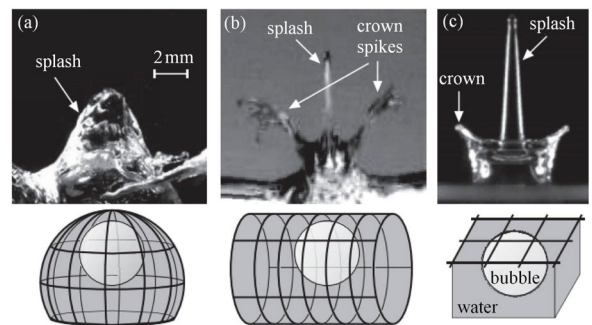 (a)
splash
2 mm
(b)
splash
crown
spikes
(c)
splash
crown
bubble
water